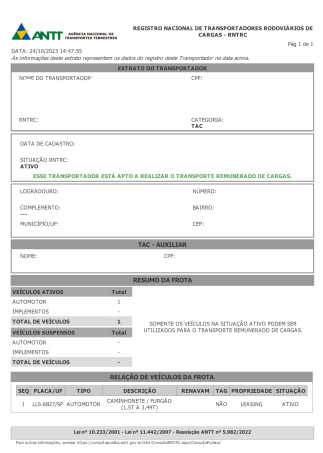 ANTT AGÊNCIA NACIONAL DE TRANSPORTES TERRESTRES
REGISTRO NACIONAL DE TRANSPORTADORES RODOVIÁRIOS DE
CARGAS - RNTRC
Pág 1 de 1
DATA: 24/10/2023 14:47:55
As informações deste extrato representam os dados do registro deste Transportador na data acima.
EXTRATO DO TRANSPORTADOR
NOME DO TRANSPORTADOR: CPF:
RNTRC: CATEGORIA:
TAC
DATA DE CADASTRO:
SITUAÇÃO RNTRC:
ATIVO
ESSE TRANSPORTADOR ESTÁ APTO A REALIZAR O TRANSPORTE REMUNERADO DE CARGAS.
LOGRADOURO: NÚMERO:
COMPLEMENTO: BAIRRO:
---
MUNICÍPIO/UF: CEP:
TAC - AUXILIAR
NOME: CPF:
RESUMO DA FROTA
VEÍCULOS ATIVOS Total
AUTOMOTOR 1
IMPLEMENTOS -
TOTAL DE VEÍCULOS 1
VEÍCULOS SUSPENSOS Total
AUTOMOTOR -
IMPLEMENTOS -
TOTAL DE VEÍCULOS -
SOMENTE OS VEÍCULOS NA SITUAÇÃO ATIVO PODEM SER
UTILIZADOS PARA O TRANSPORTE REMUNERADO DE CARGAS.
RELAÇÃO DE VEÍCULOS DA FROTA
SEQ PLACA/UF TIPO DESCRIÇÃO RENAVAM TAG PROPRIEDADE SITUAÇÃO
1 LLS-6827/SP AUTOMOTOR CAMINHONETE / FURGÃO (1,5T A 3,49T) NÃO LEASING ATIVO
Lei nº 10.233/2001 - Lei nº 11.442/2007 - Resolução ANTT nº 5.982/2022
Para outras informações, acessar https://consultapublica.antt.gov.br/Site/ConsultaRNTRC.aspx/ConsultaPublica/